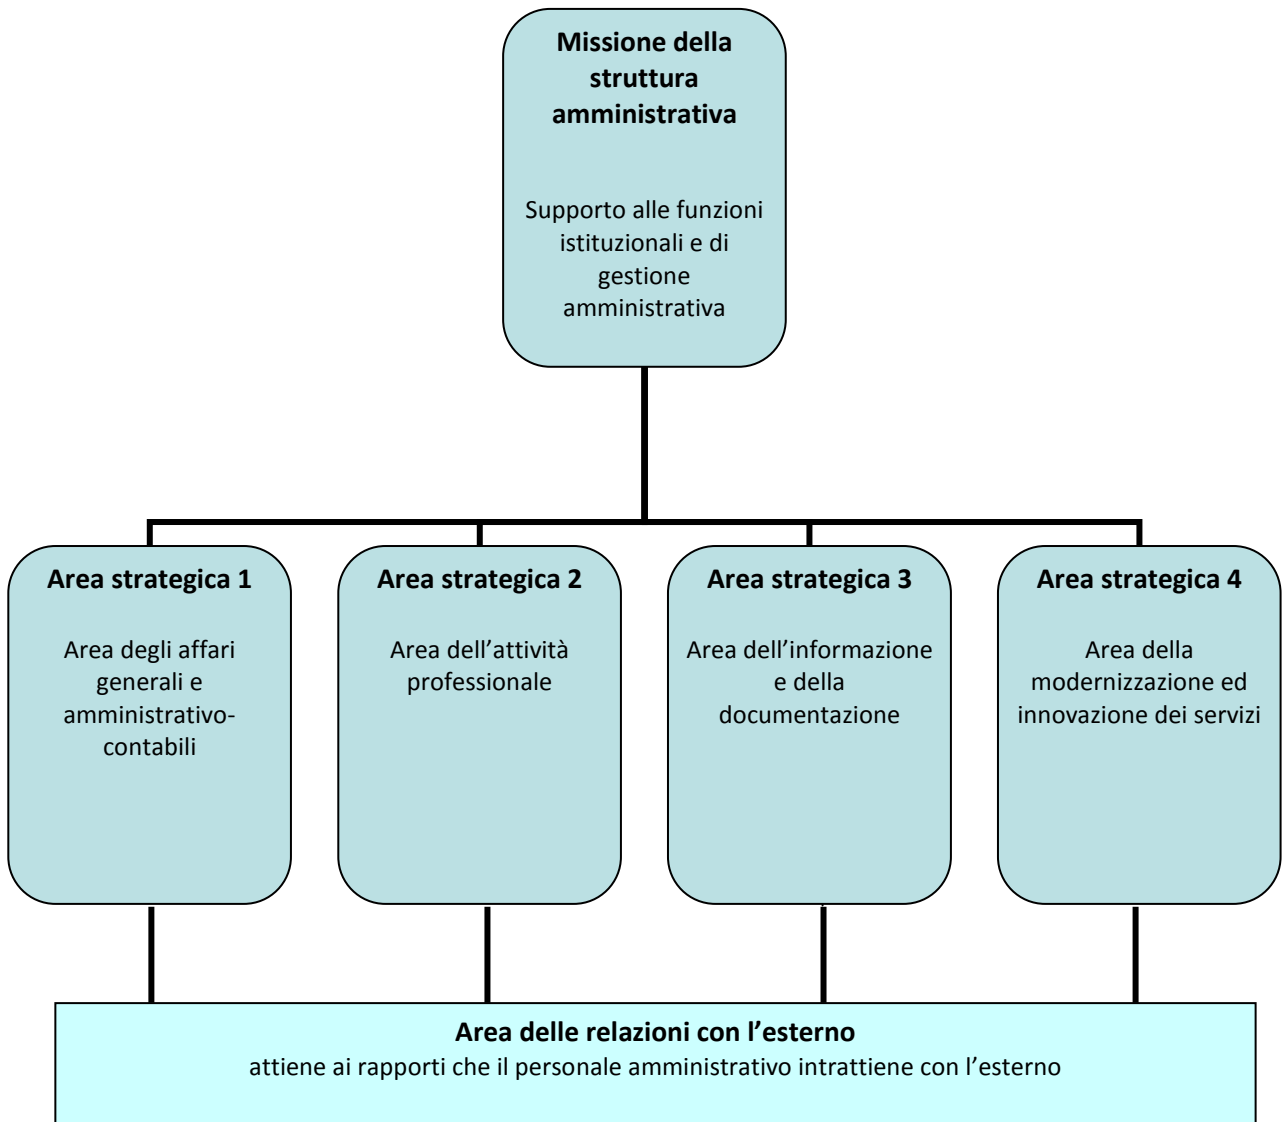 Missione della
struttura
amministrativa
Supporto alle funzioni
istituzionali e di
gestione
amministrativa
Area strategica 1
Area degli affari
generali e
amministrativo-
contabili
Area strategica 2
Area dell’attività
professionale
Area strategica 3
Area dell’informazione
e della
documentazione
Area strategica 4
Area della
modernizzazione ed
innovazione dei servizi
Area delle relazioni con l’esterno
attiene ai rapporti che il personale amministrativo intrattiene con l’esterno